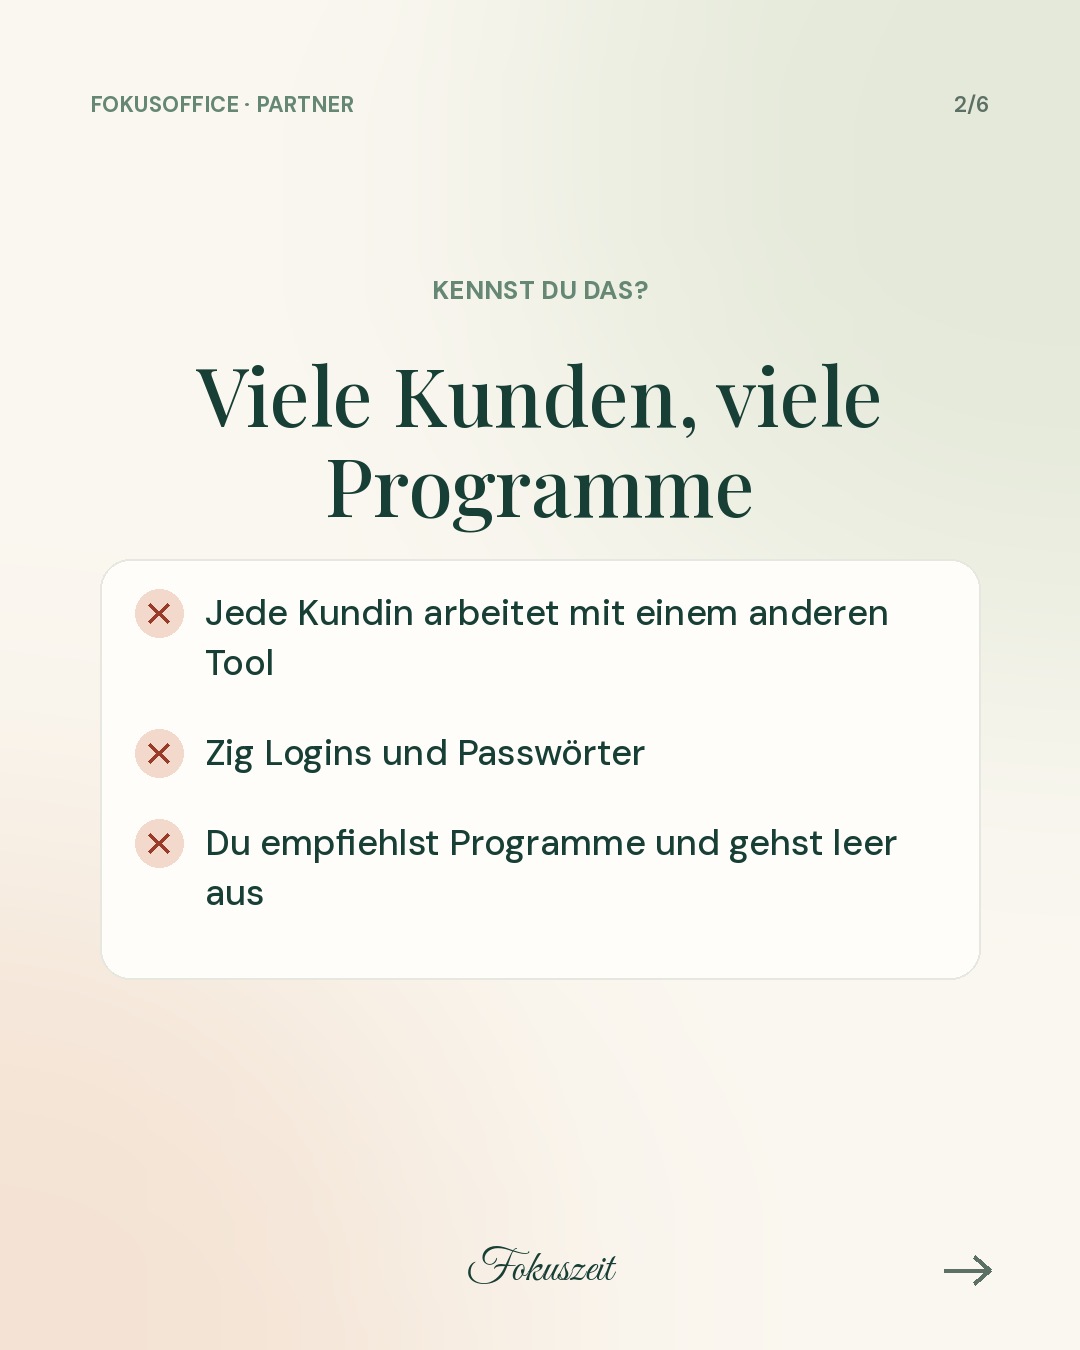 FOKUSOFFICE · PARTNER
2/6
KENNST DU DAS?
Viele Kunden, viele
Programme
Jede Kundin arbeitet mit einem anderen
Tool
Zig Logins und Passwörter
Du empfiehlst Programme und gehst leer
aus
Fokuszeit